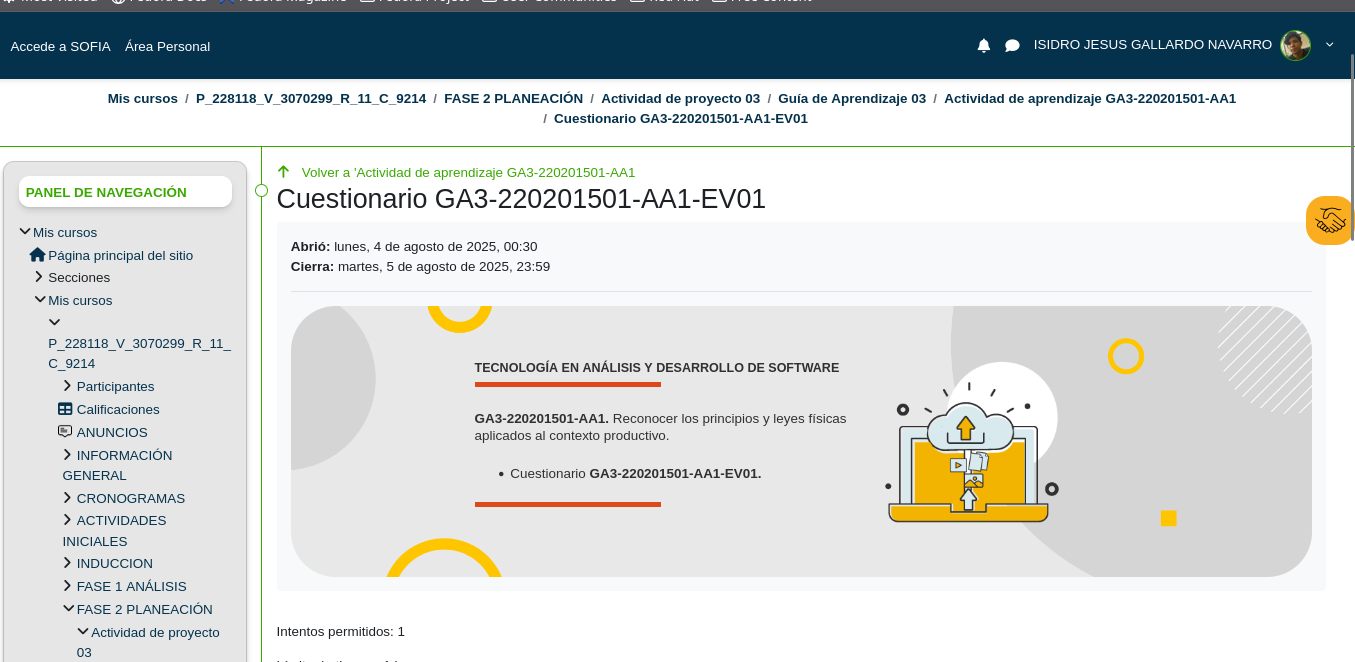 Accede a SOFIA Área Personal ISIDRO JESUS GALLARDO NAVARRO
Mis cursos / P_228118_V_3070299_R_11_C_9214 / FASE 2 PLANEACIÓN / Actividad de proyecto 03 / Guía de Aprendizaje 03 / Actividad de aprendizaje GA3-220201501-AA1
/ Cuestionario GA3-220201501-AA1-EV01
PANEL DE NAVEGACIÓN
Mis cursos
Página principal del sitio
Secciones
Mis cursos
P_228118_V_3070299_R_11_
C_9214
Participantes
Calificaciones
ANUNCIOS
INFORMACIÓN
GENERAL
CRONOGRAMAS
ACTIVIDADES
INICIALES
INDUCCION
FASE 1 ANÁLISIS
FASE 2 PLANEACIÓN
Actividad de proyecto
03
Volver a 'Actividad de aprendizaje GA3-220201501-AA1
Cuestionario GA3-220201501-AA1-EV01
Abrió: lunes, 4 de agosto de 2025, 00:30
Cierra: martes, 5 de agosto de 2025, 23:59
TECNOLOGÍA EN ANÁLISIS Y DESARROLLO DE SOFTWARE
GA3-220201501-AA1. Reconocer los principios y leyes físicas
aplicados al contexto productivo.
• Cuestionario GA3-220201501-AA1-EV01.
Intentos permitidos: 1